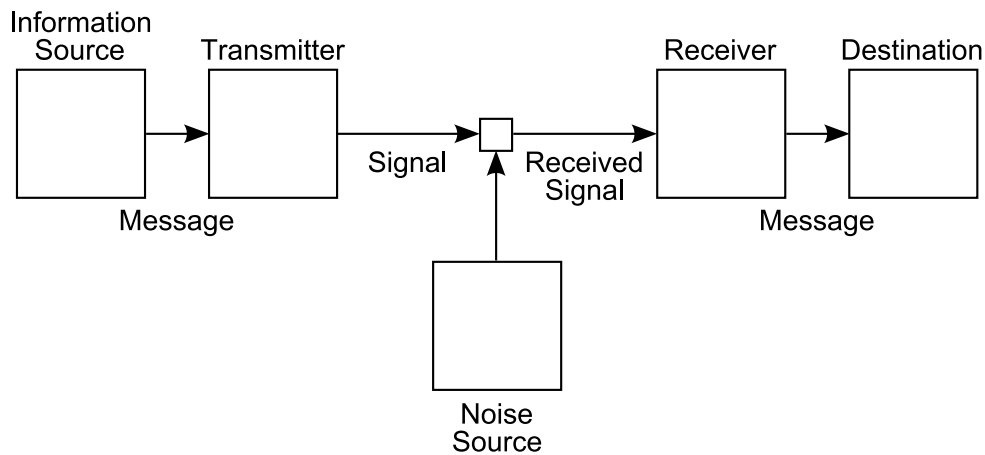 Information
Source
Transmitter
Receiver
Destination
Signal
Received
Signal
Message
Message
Noise
Source